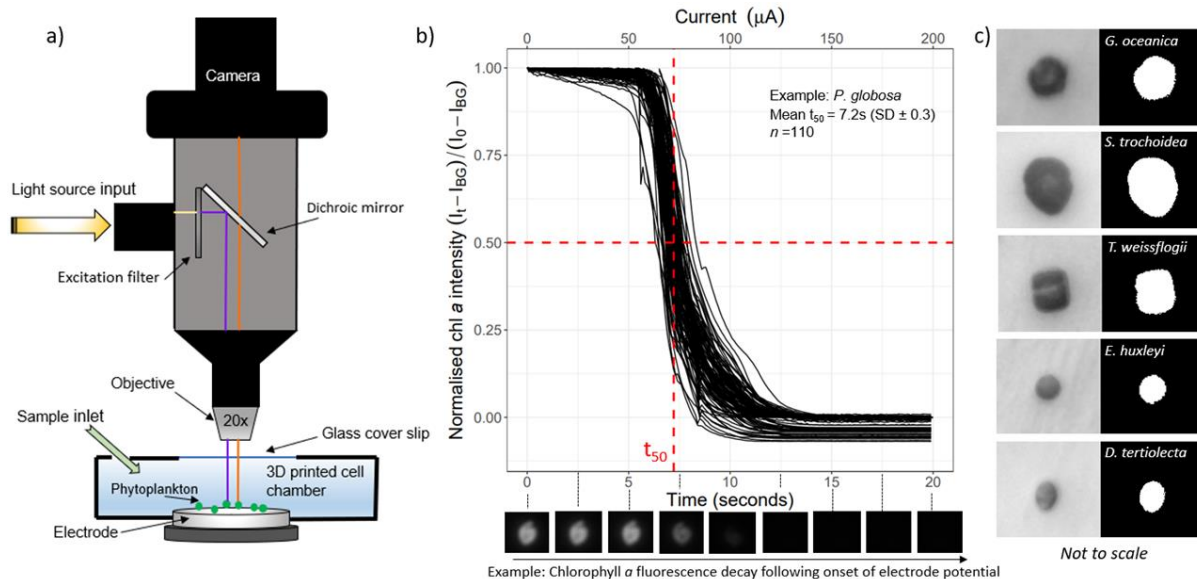 a)
Camera
Light source input
Dichroic mirror
Excitation filter
Objective
20x
Sample inlet
Glass cover slip
3D printed cell
chamber
Phytoplankton
Electrode
b)
Current (μA)
0 50 100 150 200
Normalised chl a intensity (It – IBG) / (I0 – IBG)
1.00
0.75
0.50
0.25
0.00
Example: P. globosa
Mean t50 = 7.2s (SD ± 0.3)
n =110
t50
0 5 10 15 20
Time (seconds)
Example: Chlorophyll a fluorescence decay following onset of electrode potential
c)
G. oceanica
S. trochoidea
T. weissflogii
E. huxleyi
D. tertiolecta
Not to scale